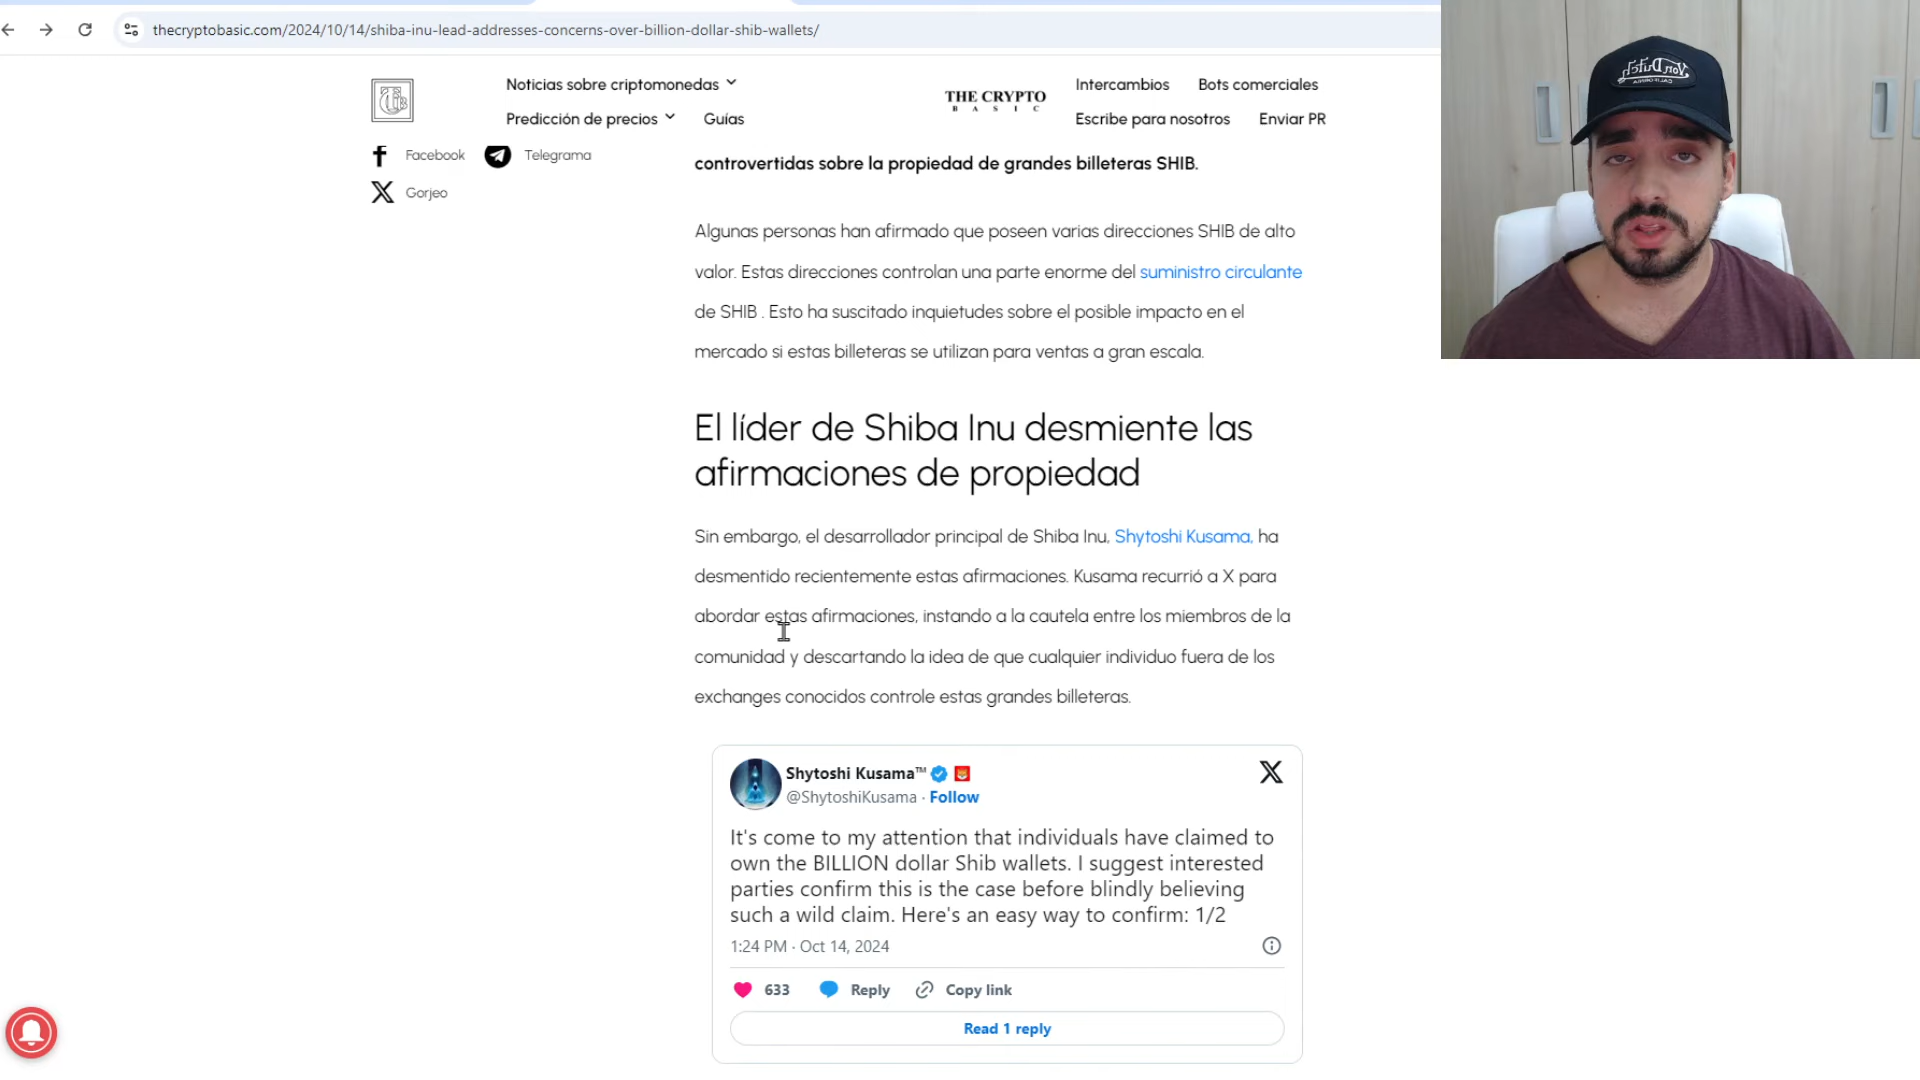 thecryptobasic.com/2024/10/14/shiba-inu-lead-addresses-concerns-over-billion-dollar-shib-wallets/
Noticias sobre criptomonedas
Predicción de precios
Guías
THE CRYPTO
BASIC
Intercambios
Bots comerciales
Escribe para nosotros
Enviar PR
Facebook
Telegrama
Gorjeo
controvertidas sobre la propiedad de grandes billeteras SHIB.
Algunas personas han afirmado que poseen varias direcciones SHIB de alto
valor. Estas direcciones controlan una parte enorme del suministro circulante
de SHIB . Esto ha suscitado inquietudes sobre el posible impacto en el
mercado si estas billeteras se utilizan para ventas a gran escala.
El líder de Shiba Inu desmiente las
afirmaciones de propiedad
Sin embargo, el desarrollador principal de Shiba Inu, Shytoshi Kusama, ha
desmentido recientemente estas afirmaciones. Kusama recurrió a X para
abordar estas afirmaciones, instando a la cautela entre los miembros de la
comunidad y descartando la idea de que cualquier individuo fuera de los
exchanges conocidos controle estas grandes billeteras.
Shytoshi Kusama™
@ShytoshiKusama · Follow
It's come to my attention that individuals have claimed to
own the BILLION dollar Shib wallets. I suggest interested
parties confirm this is the case before blindly believing
such a wild claim. Here's an easy way to confirm: 1/2
1:24 PM · Oct 14, 2024
633
Reply
Copy link
Read 1 reply
Von Dutch
CALIFORNIA